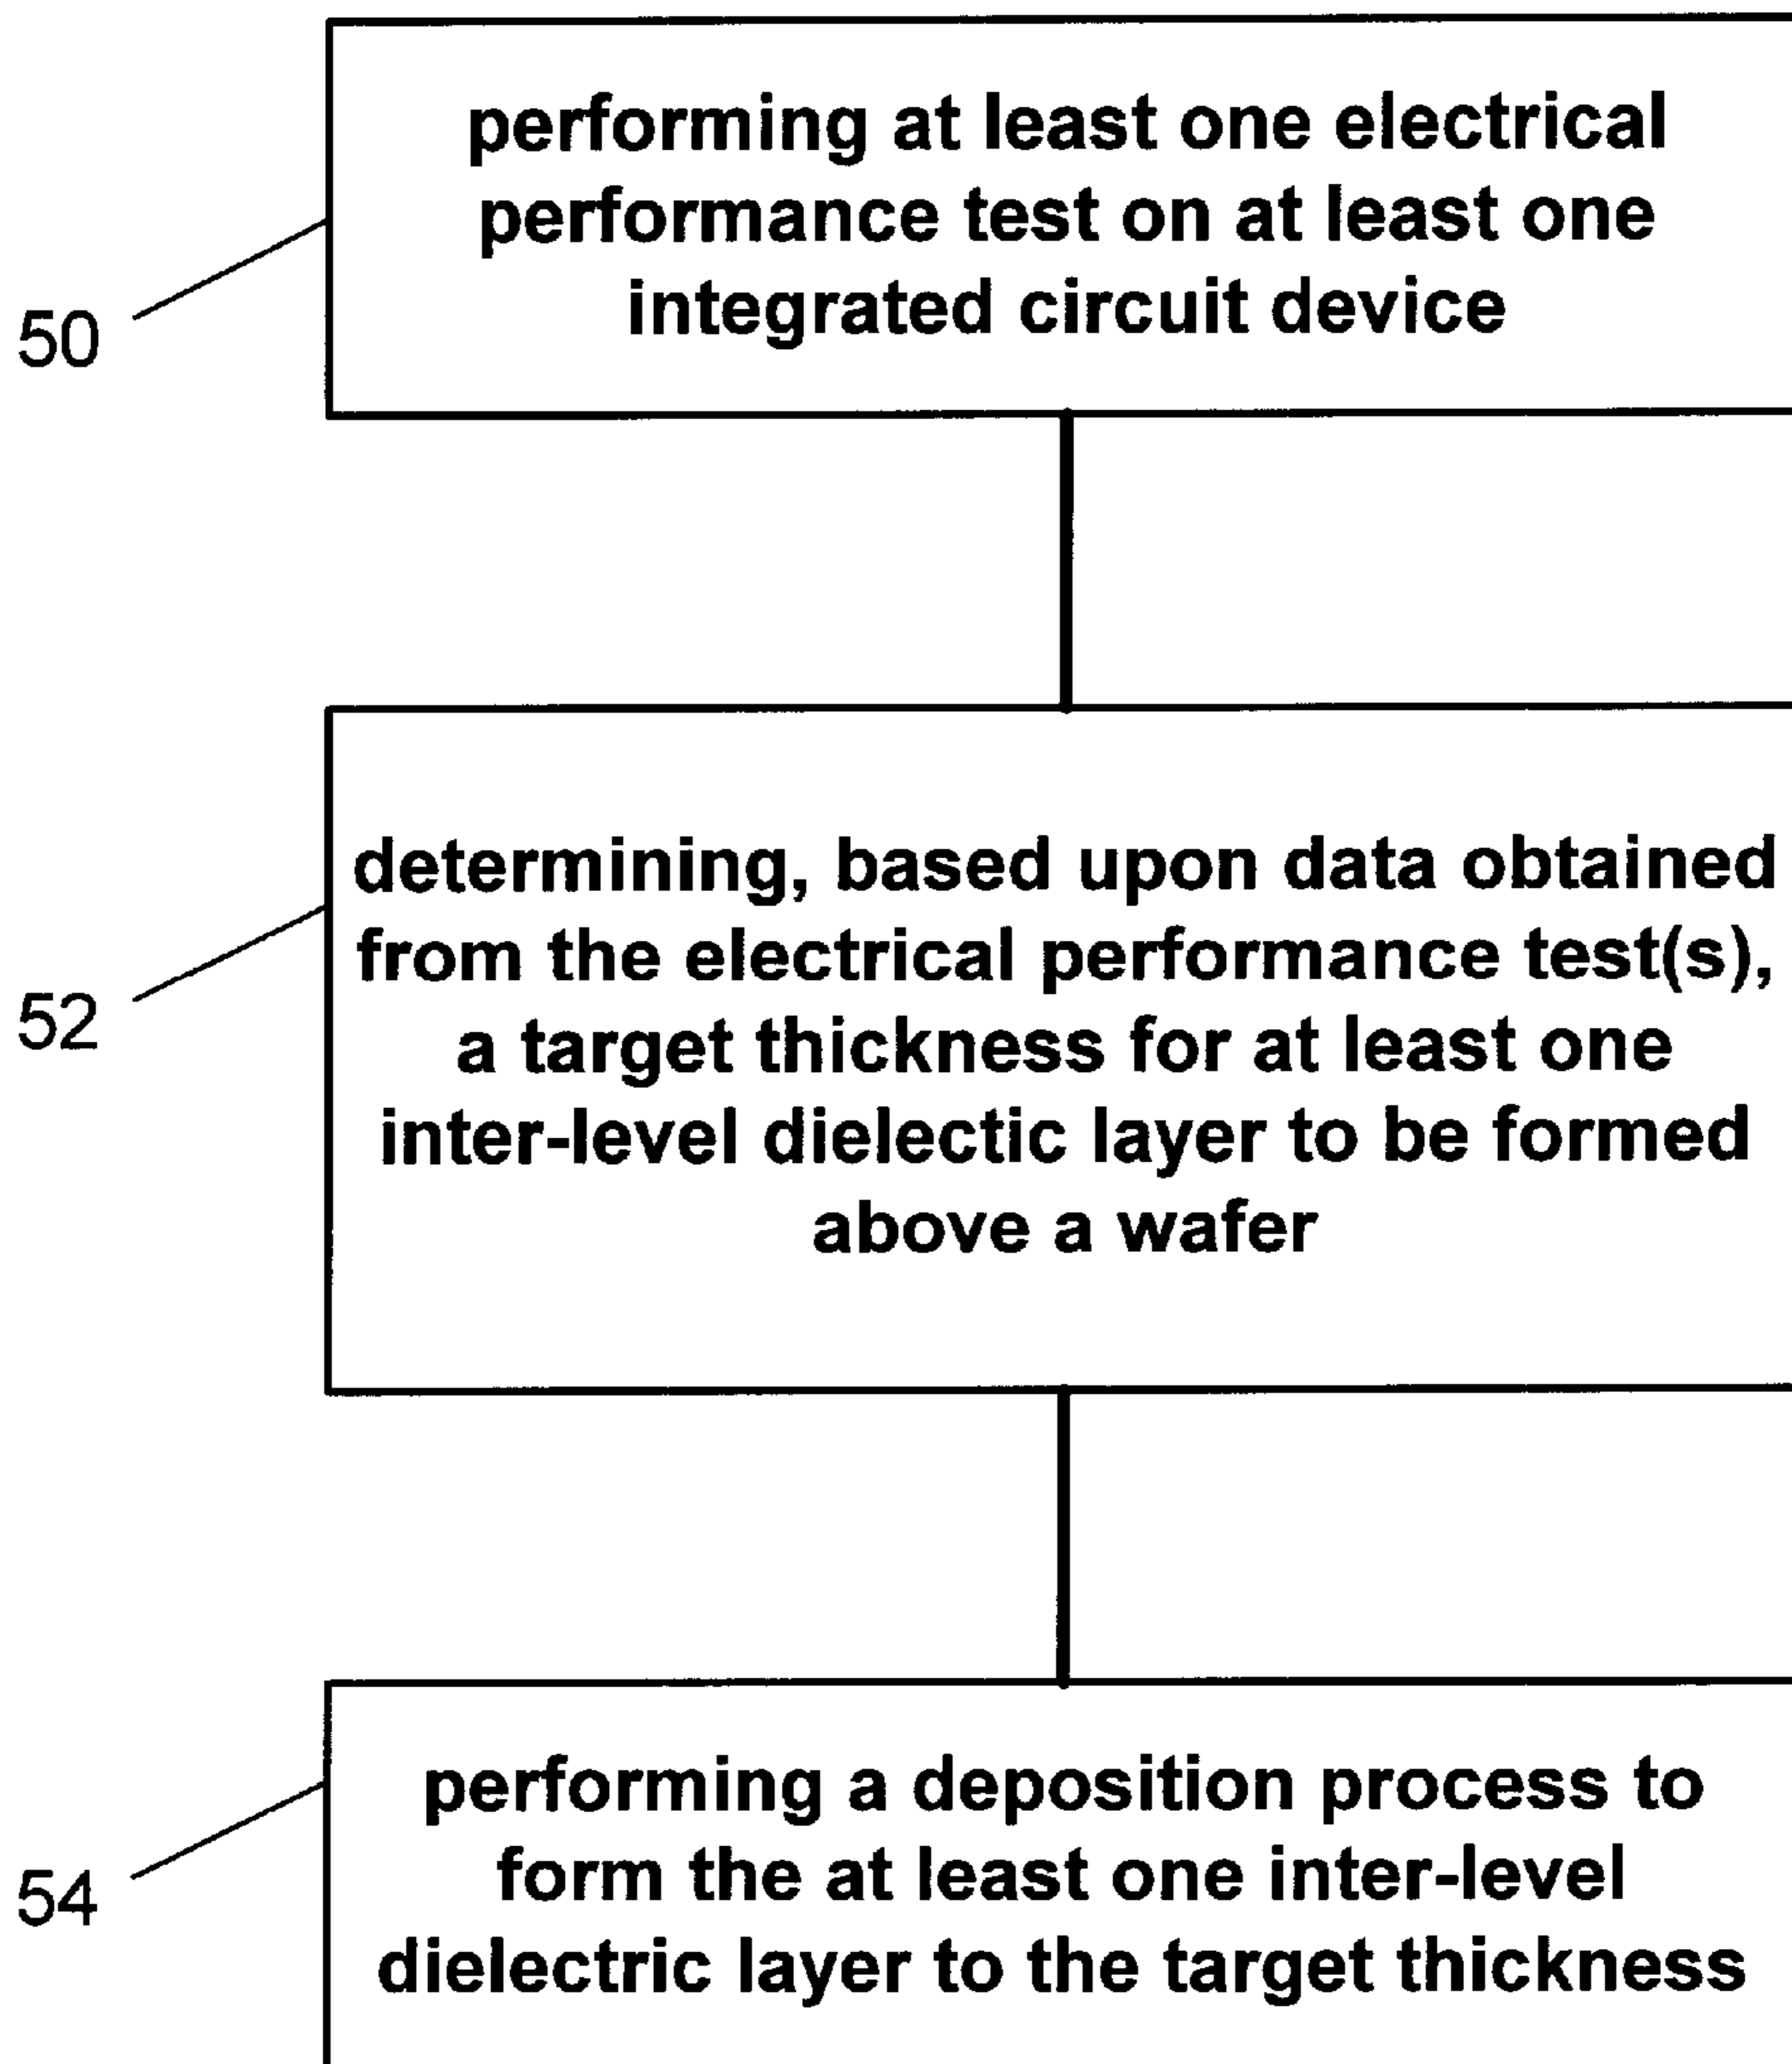 performing at least one electrical
performance test on at least one
integrated circuit device
50
determining, based upon data obtained
from the electrical performance test(s),
a target thickness for at least one
inter-level dielectic layer to be formed
above a wafer
52
performing a deposition process to
form the at least one inter-level
dielectric layer to the target thickness
54